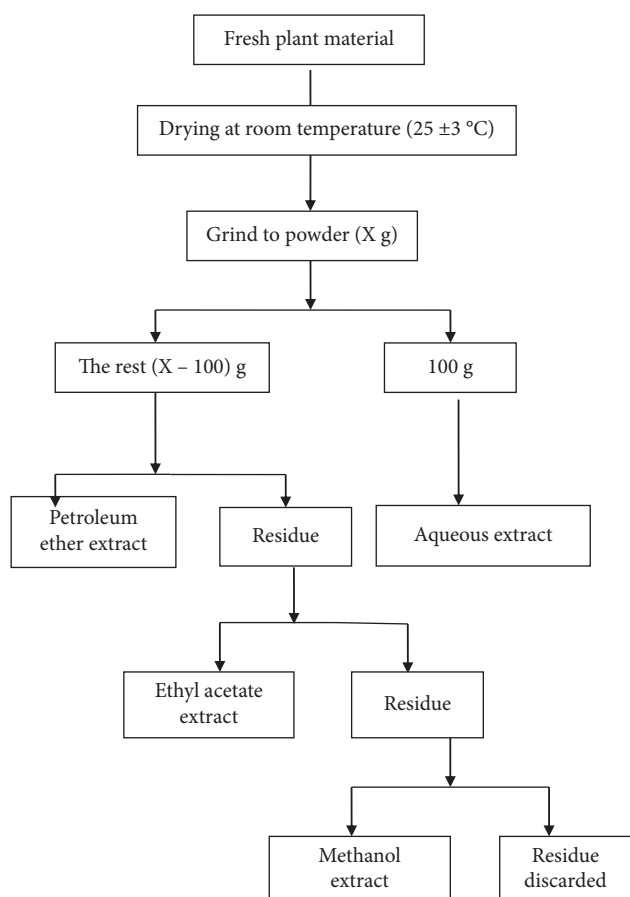 Fresh plant material
Drying at room temperature (25 ±3 °C)
Grind to powder (X g)
The rest (X – 100) g
100 g
Petroleum
ether extract
Residue
Aqueous extract
Ethyl acetate
extract
Residue
Methanol
extract
Residue
discarded